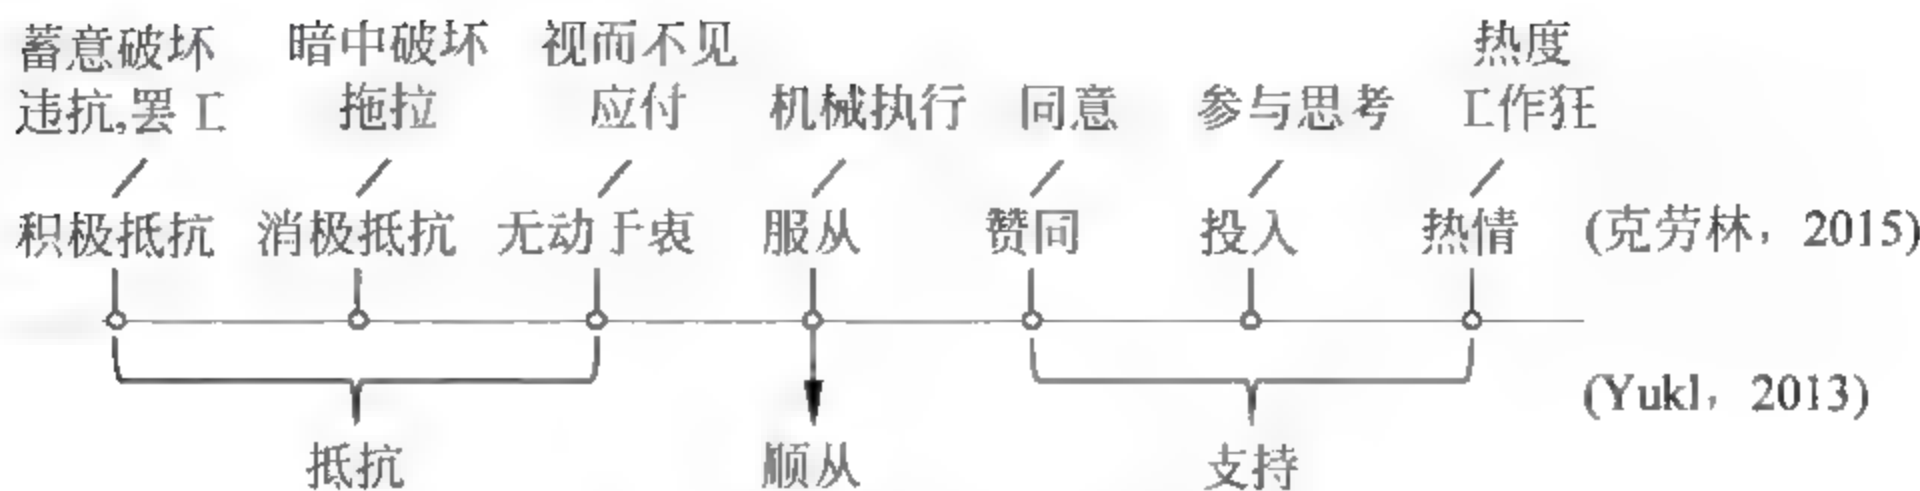 蓄意破坏 暗中破坏 视而不见 热度
违抗,罢工 拖拉 应付 机械执行 同意 参与思考 工作狂
积极抵抗 消极抵抗 无动于衷 服从 赞同 投入 热情 (克劳林，2015)
(Yukl，2013)
抵抗 顺从 支持